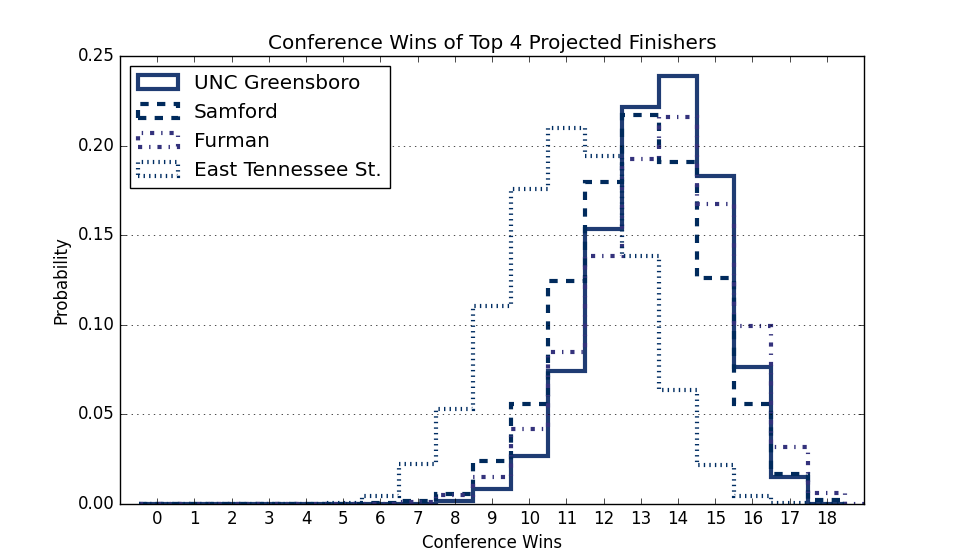 Conference Wins of Top 4 Projected Finishers
UNC Greensboro
Samford
Furman
East Tennessee St.
0.25
0.20
0.15
0.10
0.05
0.00
Probability
0 1 2 3 4 5 6 7 8 9 10 11 12 13 14 15 16 17 18
Conference Wins